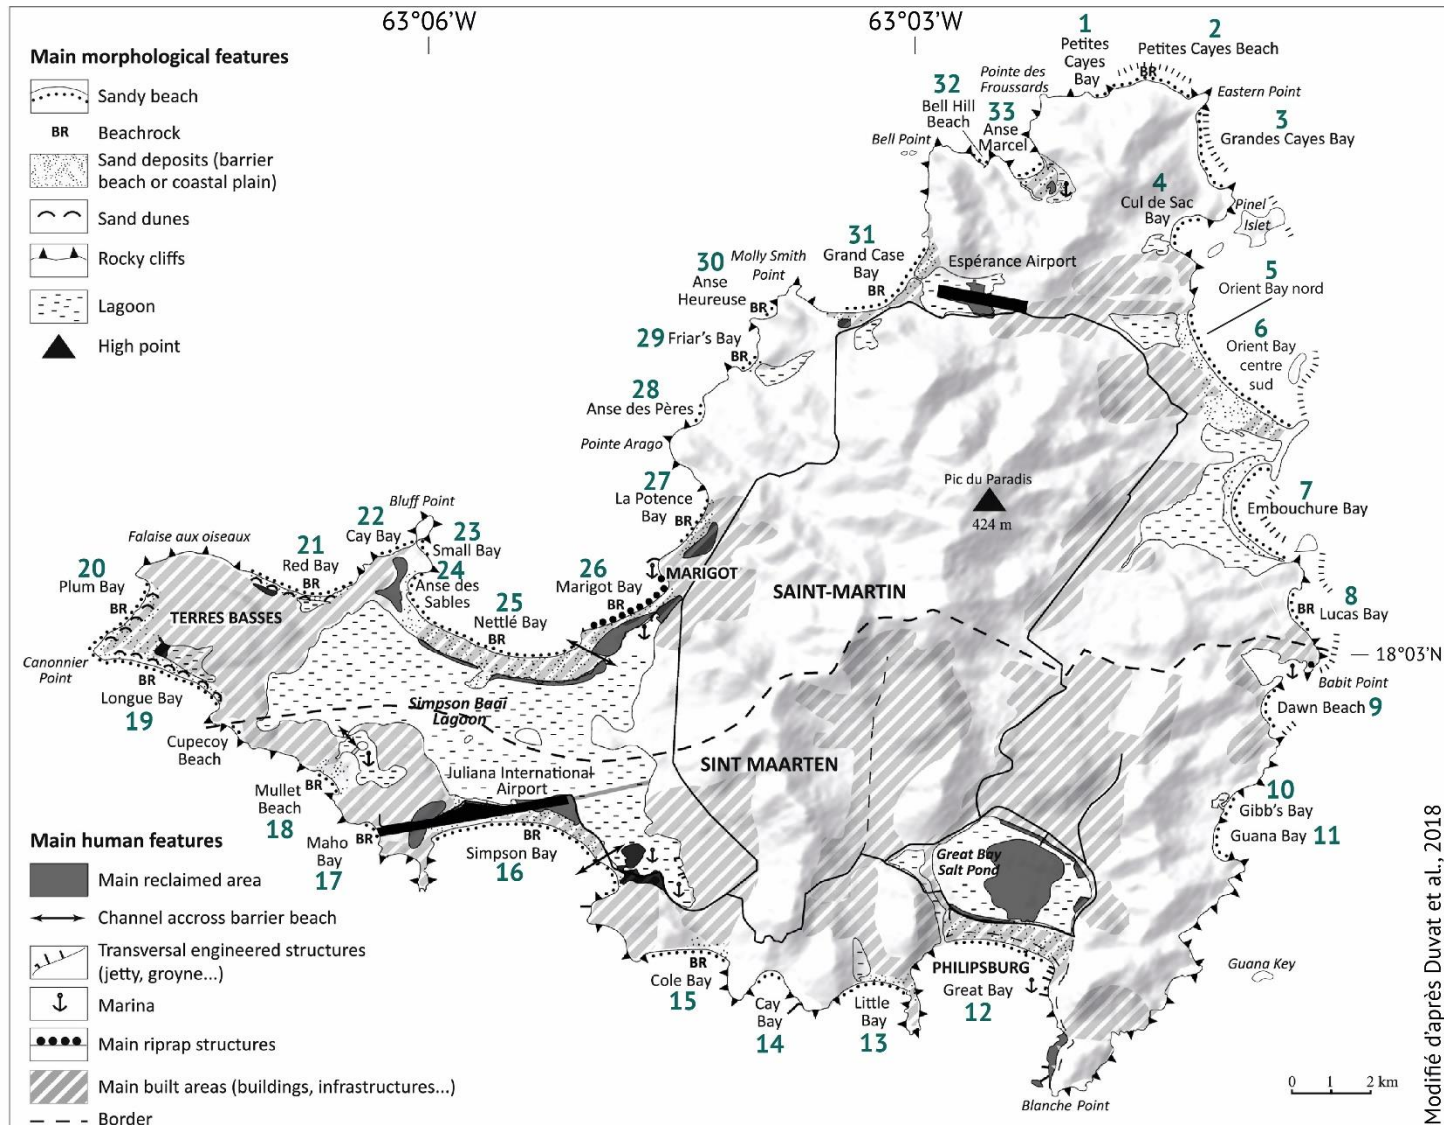 63°06'W
63°03'W
Main morphological features
Sandy beach
BR Beachrock
Sand deposits (barrier
beach or coastal plain)
Sand dunes
Rocky cliffs
Lagoon
High point
1
Petites
Cayes
Bay
2
Petites Cayes Beach
BR
Pointe des
Froussards
Eastern Point
3
Grandes Cayes Bay
32
Bell Hill
Beach
33
Anse
Marcel
Bell Point
4
Cul de Sac
Bay
Pinel
Islet
31
Grand Case
Bay
BR
Espérance Airport
30
Anse
Heureuse
BR
Molly Smith
Point
5
Orient Bay nord
6
Orient Bay
centre
sud
29 Friar's Bay
BR
28
Anse des Pères
Pointe Arago
Pic du Paradis
424 m
27
La Potence
Bay
BR
7
Embouchure Bay
Bluff Point
22
Cay Bay
23
Small Bay
Falaise aux oiseaux
21
Red Bay
BR
24
Anse des
Sables
20
Plum Bay
BR
26
Marigot Bay
BR
MARIGOT
25
Nettlé Bay
BR
TERRES BASSES
SAINT-MARTIN
8
Lucas Bay
BR
18°03'N
Babit Point
Canonnier
Point
BR
Longue Bay
19
Simpson Baai
Lagoon
Dawn Beach 9
Cupecoy
Beach
SINT MAARTEN
Juliana International
Airport
Mullet
Beach
18
BR
10
Gibb's Bay
Guana Bay 11
Maho
Bay
17
BR
BR
Simpson Bay
16
Great Bay
Salt Pond
Guana Key
BR
Cole Bay
15
Cay
Bay
14
Little
Bay
13
PHILIPSBURG
Great Bay
12
Blanche Point
Main human features
Main reclaimed area
Channel accross barrier beach
Transversal engineered structures
(jetty, groyne...)
Marina
Main riprap structures
Main built areas (buildings, infrastructures...)
Border
0 1 2 km
Modifié d'après Duvat et al., 2018